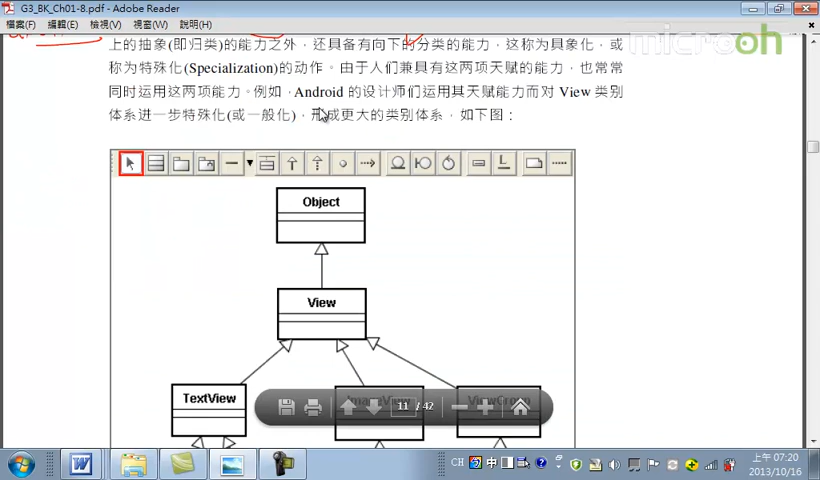 G3_BK_Ch01-8.pdf - Adobe Reader
檔案(F) 編輯(E) 檢視(V) 視窗(W) 說明(H)
microoh
上的抽象(即归类)的能力之外，还具备有向下的分类的能力，这称为具象化，或
称为特殊化(Specialization)的动作。由于人们兼具有这两项天赋的能力，也常常
同时运用这两项能力。例如，Android 的设计师们运用其天赋能力而对 View 类别
体系进一步特殊化(或一般化)，形成更大的类别体系，如下图：
Object
View
TextView
ImageView
ViewGroup
11 / 42
CH 中
上午 07:20
2013/10/16